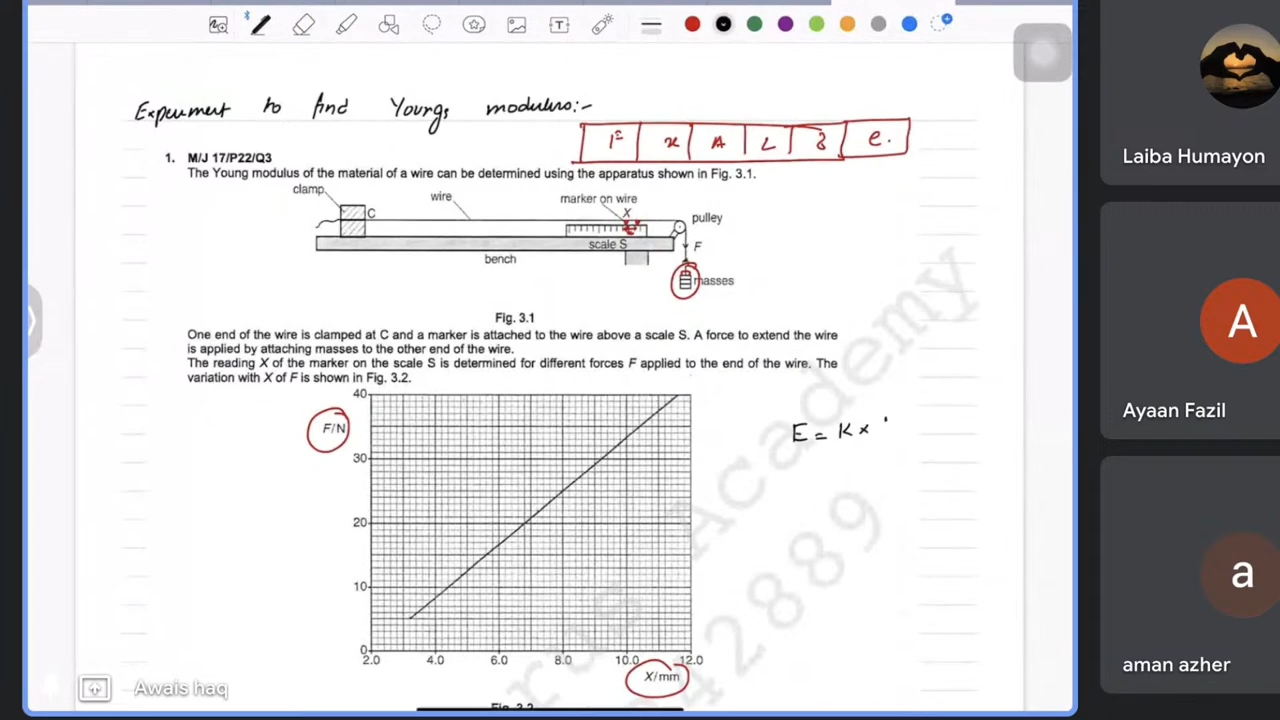 Experment to find Youngs modulus:-
F x A L δ e.
1. M/J 17/P22/Q3
The Young modulus of the material of a wire can be determined using the apparatus shown in Fig. 3.1.
clamp
wire
marker on wire
C
X
pulley
scale S
F
bench
masses
Fig. 3.1
One end of the wire is clamped at C and a marker is attached to the wire above a scale S. A force to extend the wire
is applied by attaching masses to the other end of the wire.
The reading X of the marker on the scale S is determined for different forces F applied to the end of the wire. The
variation with X of F is shown in Fig. 3.2.
40
F/N
30
20
10
0
2.0 4.0 6.0 8.0 10.0 12.0
X/mm
Fig. 3.2
E = K x
Academy
42889
Laiba Humayon
A
Ayaan Fazil
a
aman azher
Awais haq